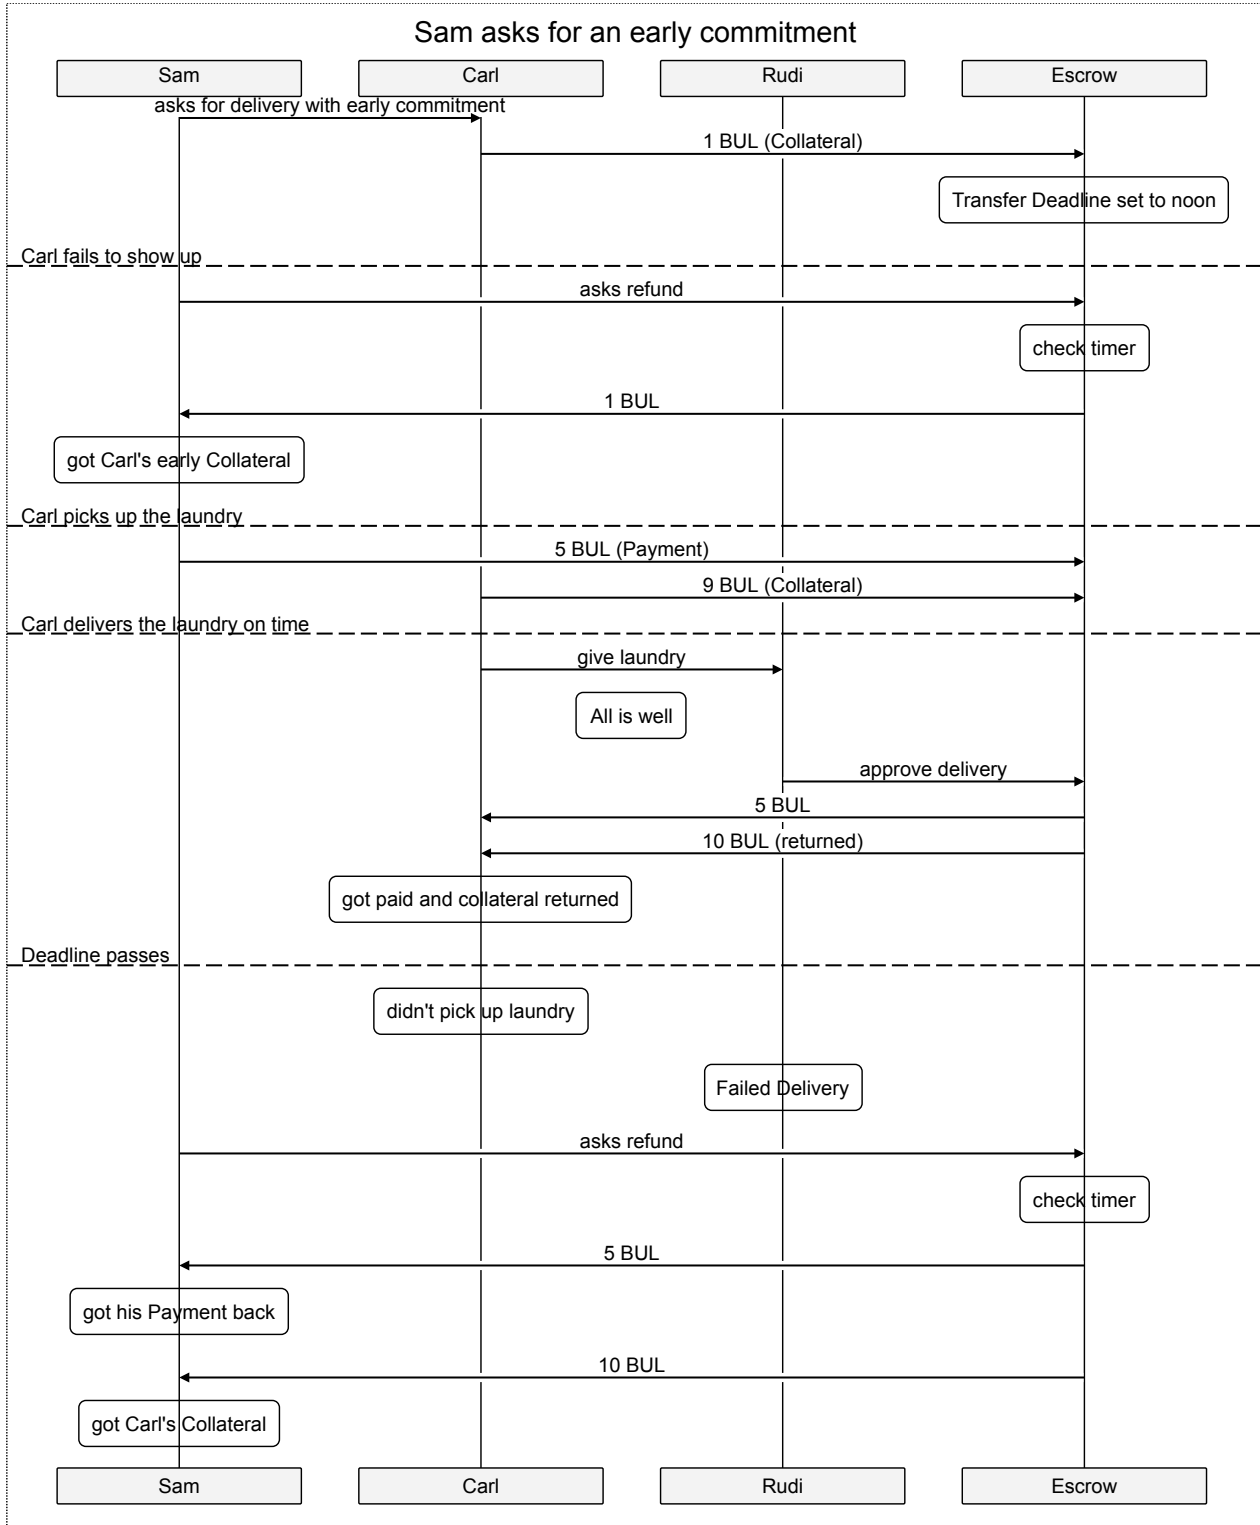 Sam asks for an early commitment
Sam
Carl
Rudi
Escrow
asks for delivery with early commitment
1 BUL (Collateral)
Transfer Deadline set to noon
Carl fails to show up
asks refund
check timer
1 BUL
got Carl's early Collateral
Carl picks up the laundry
5 BUL (Payment)
9 BUL (Collateral)
Carl delivers the laundry on time
give laundry
All is well
approve delivery
5 BUL
10 BUL (returned)
got paid and collateral returned
Deadline passes
didn't pick up laundry
Failed Delivery
asks refund
check timer
5 BUL
got his Payment back
10 BUL
got Carl's Collateral
Sam
Carl
Rudi
Escrow